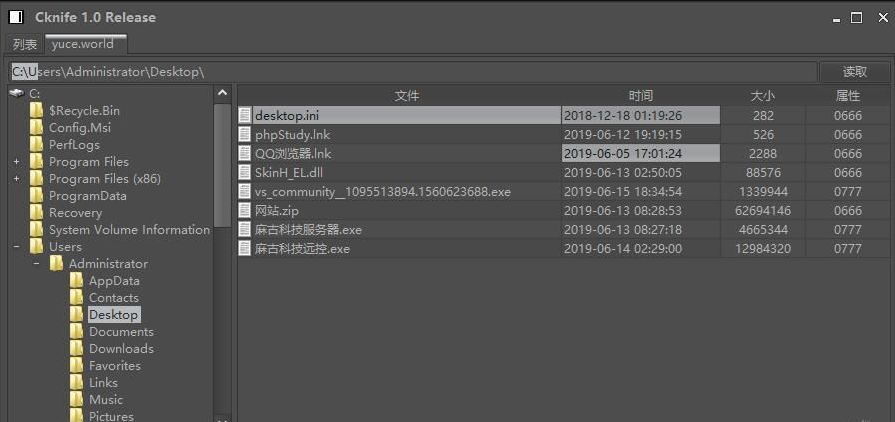 Cknife 1.0 Release
列表 yuce.world
C:\Users\Administrator\Desktop\ 读取
C:
$Recycle.Bin
Config.Msi
PerfLogs
Program Files
Program Files (x86)
ProgramData
Recovery
System Volume Information
Users
Administrator
AppData
Contacts
Desktop
Documents
Downloads
Favorites
Links
Music
Pictures
文件 时间 大小 属性
desktop.ini 2018-12-18 01:19:26 282 0666
phpStudy.lnk 2019-06-12 19:19:15 526 0666
QQ浏览器.lnk 2019-06-05 17:01:24 2288 0666
SkinH_EL.dll 2019-06-13 02:50:05 88576 0666
vs_community__1095513894.1560623688.exe 2019-06-15 18:34:54 1339944 0777
网站.zip 2019-06-13 08:28:53 62694146 0666
麻古科技服务器.exe 2019-06-13 08:27:18 4665344 0777
麻古科技远控.exe 2019-06-14 02:29:00 12984320 0777